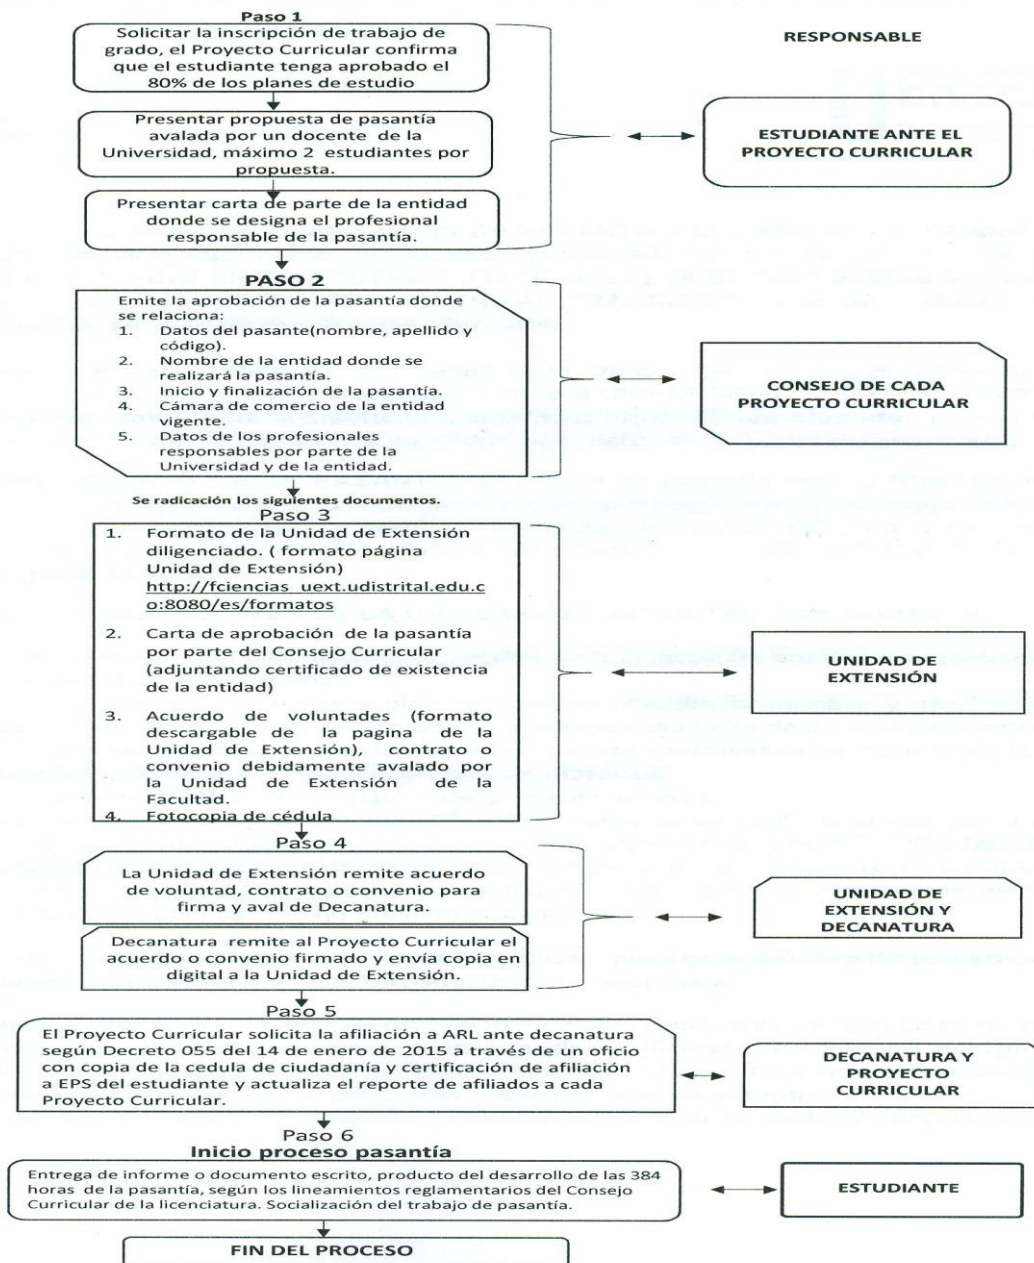 Paso 1
Solicitar la inscripción de trabajo de
grado, el Proyecto Curricular confirma
que el estudiante tenga aprobado el
80% de los planes de estudio
RESPONSABLE
Presentar propuesta de pasantía
avalada por un docente de la
Universidad, máximo 2 estudiantes por
propuesta.
ESTUDIANTE ANTE EL
PROYECTO CURRICULAR
Presentar carta de parte de la entidad
donde se designa el profesional
responsable de la pasantía.
PASO 2
Emite la aprobación de la pasantía donde
se relaciona:
1. Datos del pasante(nombre, apellido y
código).
2. Nombre de la entidad donde se
realizará la pasantía.
3. Inicio y finalización de la pasantía.
4. Cámara de comercio de la entidad
vigente.
5. Datos de los profesionales
responsables por parte de la
Universidad y de la entidad.
CONSEJO DE CADA
PROYECTO CURRICULAR
Se radicación los siguientes documentos.
Paso 3
1. Formato de la Unidad de Extensión
diligenciado. ( formato página
Unidad de Extensión)
http://fciencias_uext.udistrital.edu.c
o:8080/es/formatos
2. Carta de aprobación de la pasantía
por parte del Consejo Curricular
(adjuntando certificado de existencia
de la entidad)
3. Acuerdo de voluntades (formato
descargable de la pagina de la
Unidad de Extensión), contrato o
convenio debidamente avalado por
la Unidad de Extensión de la
Facultad.
4. Fotocopia de cédula
UNIDAD DE
EXTENSIÓN
Paso 4
La Unidad de Extensión remite acuerdo
de voluntad, contrato o convenio para
firma y aval de Decanatura.
Decanatura remite al Proyecto Curricular el
acuerdo o convenio firmado y envía copia en
digital a la Unidad de Extensión.
UNIDAD DE
EXTENSIÓN Y
DECANATURA
Paso 5
El Proyecto Curricular solicita la afiliación a ARL ante decanatura
según Decreto 055 del 14 de enero de 2015 a través de un oficio
con copia de la cedula de ciudadanía y certificación de afiliación
a EPS del estudiante y actualiza el reporte de afiliados a cada
Proyecto Curricular.
DECANATURA Y
PROYECTO
CURRICULAR
Paso 6
Inicio proceso pasantía
Entrega de informe o documento escrito, producto del desarrollo de las 384
horas de la pasantía, según los lineamientos reglamentarios del Consejo
Curricular de la licenciatura. Socialización del trabajo de pasantía.
ESTUDIANTE
FIN DEL PROCESO